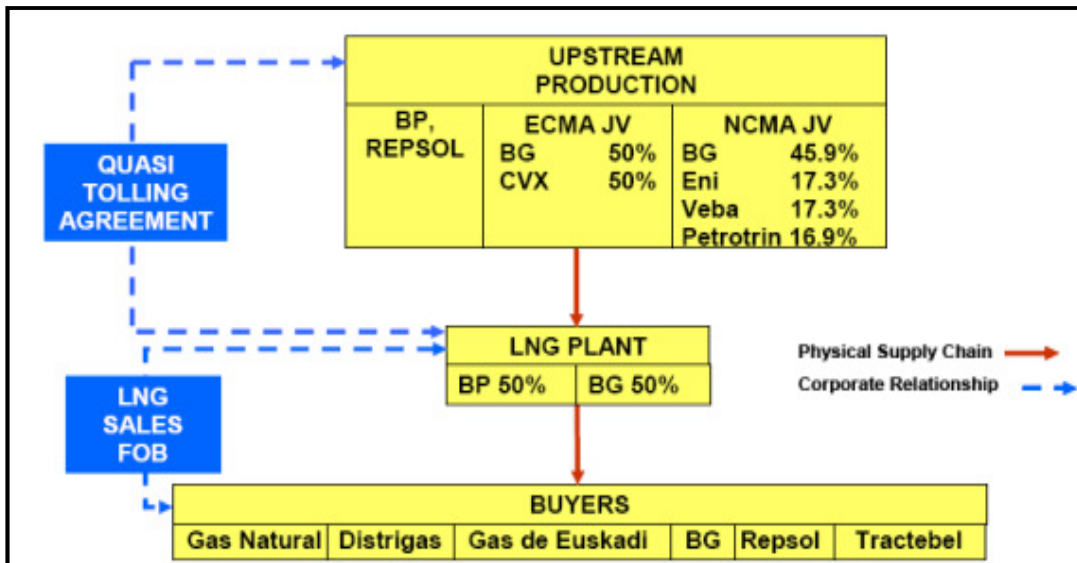 UPSTREAM
PRODUCTION
BP,
REPSOL
ECMA JV
BG 50%
CVX 50%
NCMA JV
BG 45.9%
Eni 17.3%
Veba 17.3%
Petrotrin 16.9%
QUASI
TOLLING
AGREEMENT
LNG PLANT
BP 50%
BG 50%
Physical Supply Chain
Corporate Relationship
LNG
SALES
FOB
BUYERS
Gas Natural
Distrigas
Gas de Euskadi
BG
Repsol
Tractebel